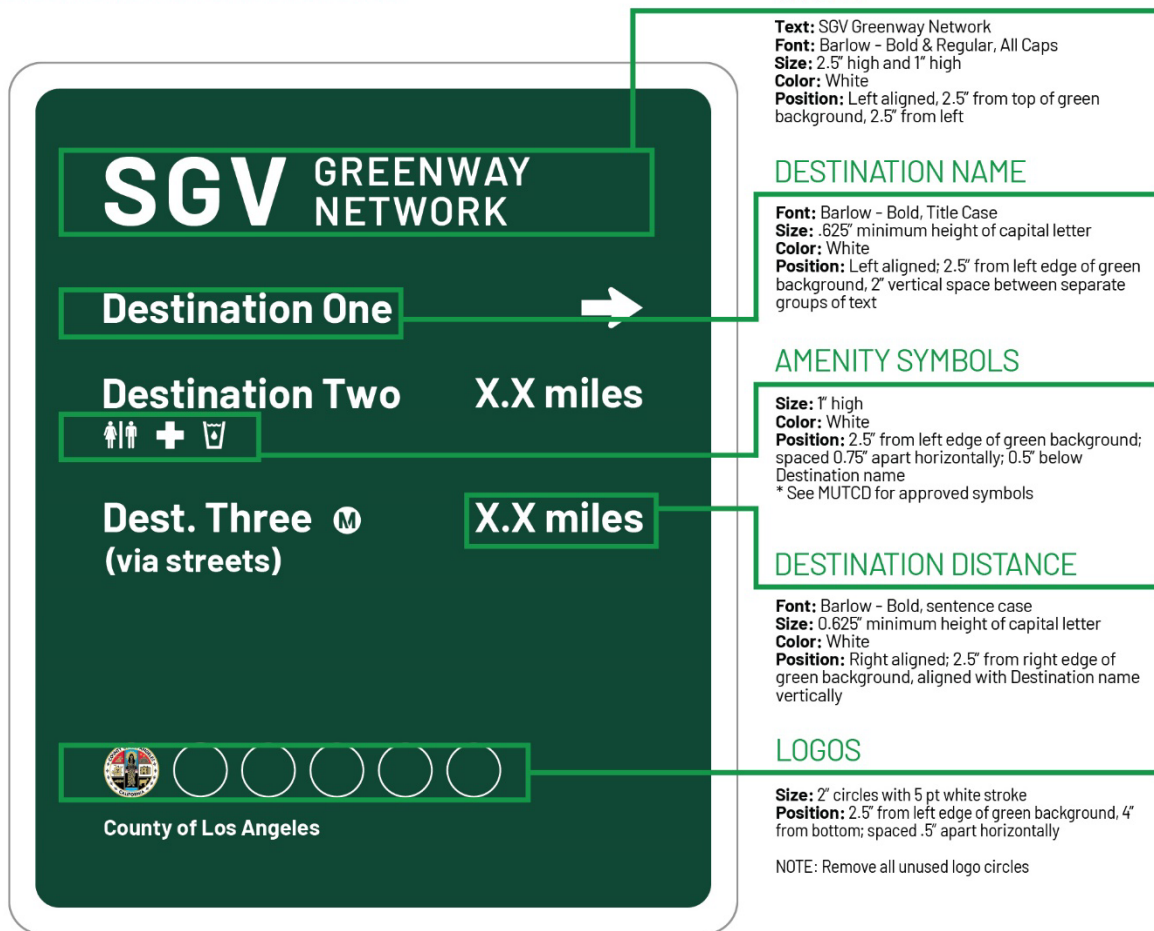 SGV GREENWAY
NETWORK
Destination One
Destination Two X.X miles
Dest. Three M X.X miles
(via streets)
CALIFORNIA
County of Los Angeles
Text: SGV Greenway Network
Font: Barlow - Bold & Regular, All Caps
Size: 2.5” high and 1” high
Color: White
Position: Left aligned, 2.5” from top of green
background, 2.5” from left
DESTINATION NAME
Font: Barlow - Bold, Title Case
Size: .625” minimum height of capital letter
Color: White
Position: Left aligned; 2.5” from left edge of green
background, 2” vertical space between separate
groups of text
AMENITY SYMBOLS
Size: 1” high
Color: White
Position: 2.5” from left edge of green background;
spaced 0.75” apart horizontally; 0.5” below
Destination name
* See MUTCD for approved symbols
DESTINATION DISTANCE
Font: Barlow - Bold, sentence case
Size: 0.625” minimum height of capital letter
Color: White
Position: Right aligned; 2.5” from right edge of
green background, aligned with Destination name
vertically
LOGOS
Size: 2” circles with 5 pt white stroke
Position: 2.5” from left edge of green background, 4”
from bottom; spaced .5” apart horizontally
NOTE: Remove all unused logo circles